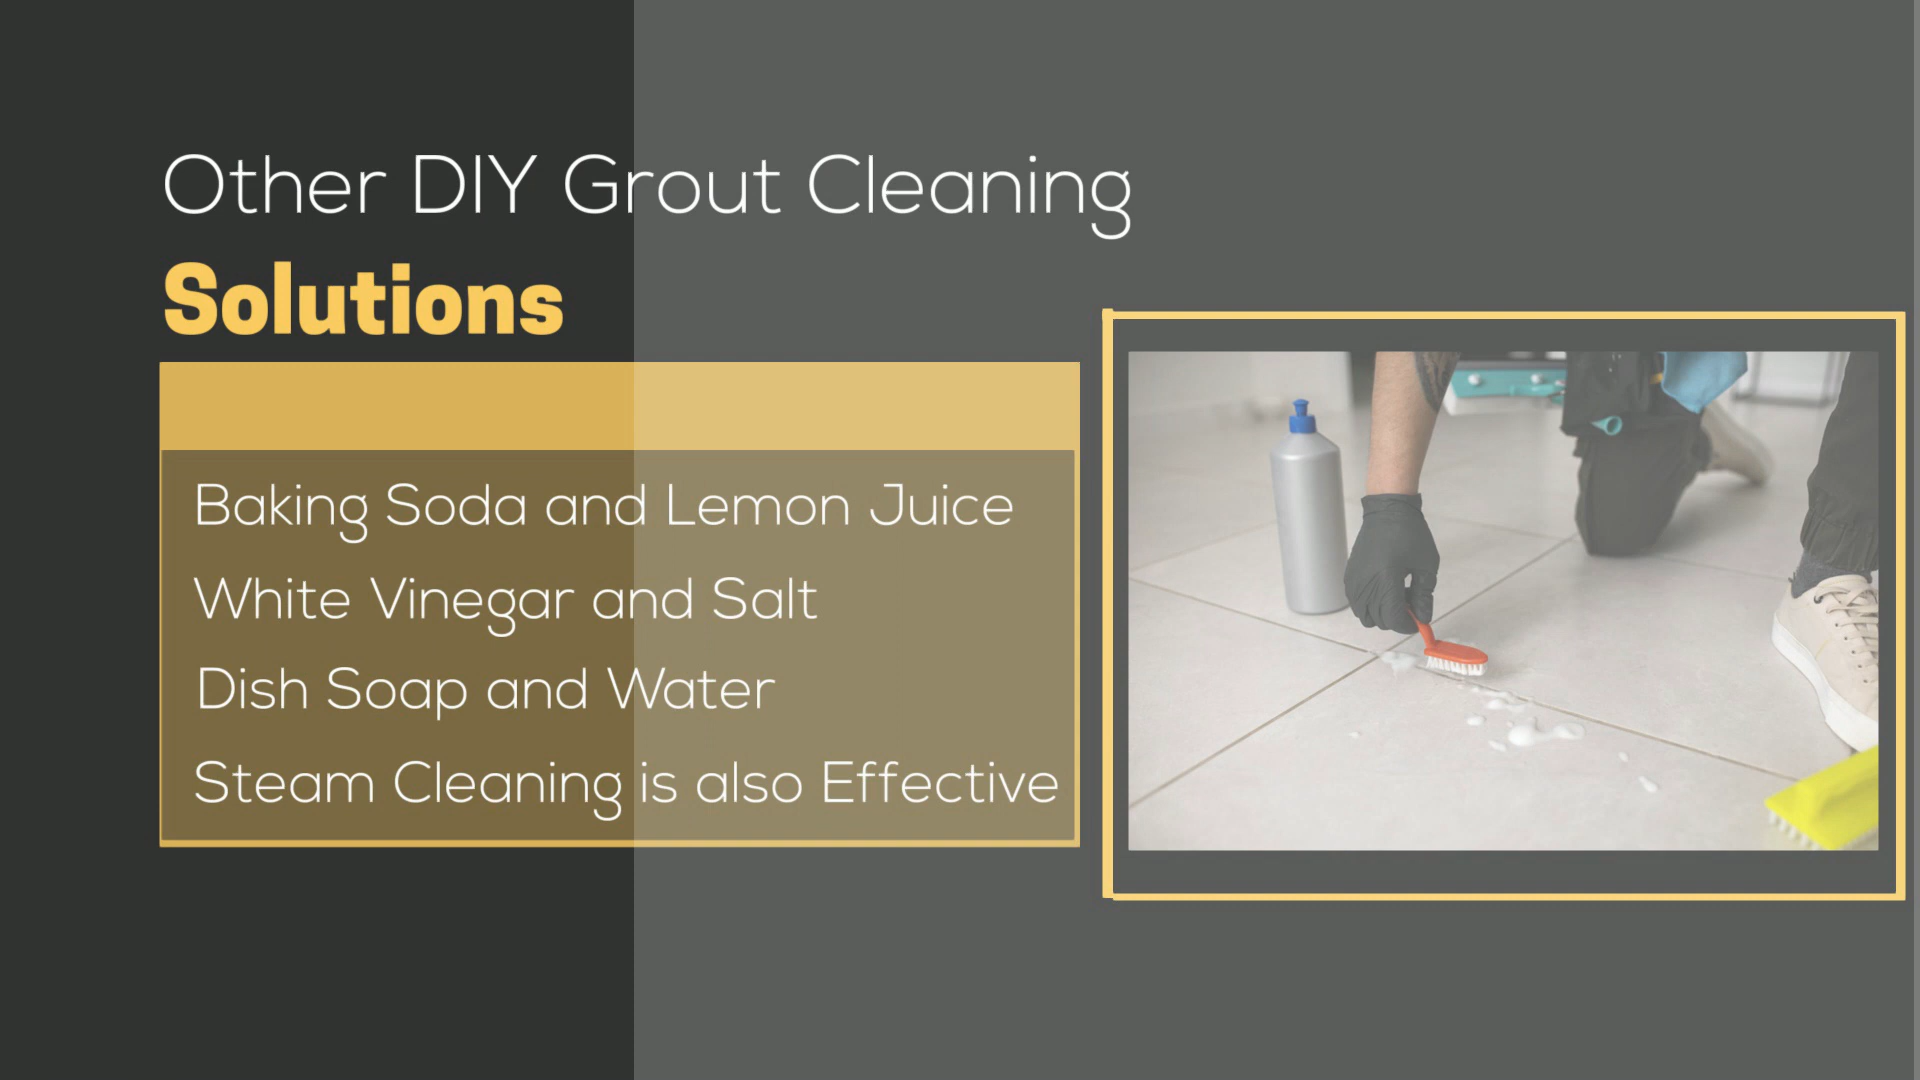 Other DIY Grout Cleaning
Solutions
Baking Soda and Lemon Juice
White Vinegar and Salt
Dish Soap and Water
Steam Cleaning is also Effective